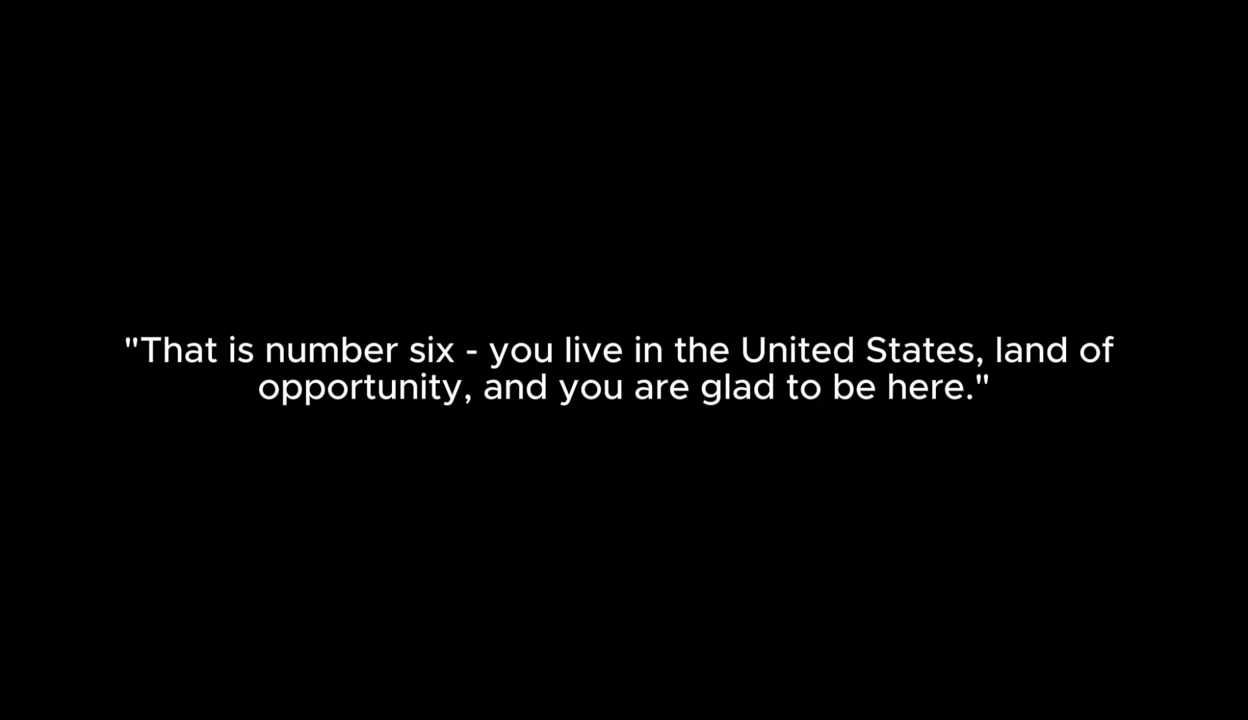 "That is number six - you live in the United States, land of
opportunity, and you are glad to be here."